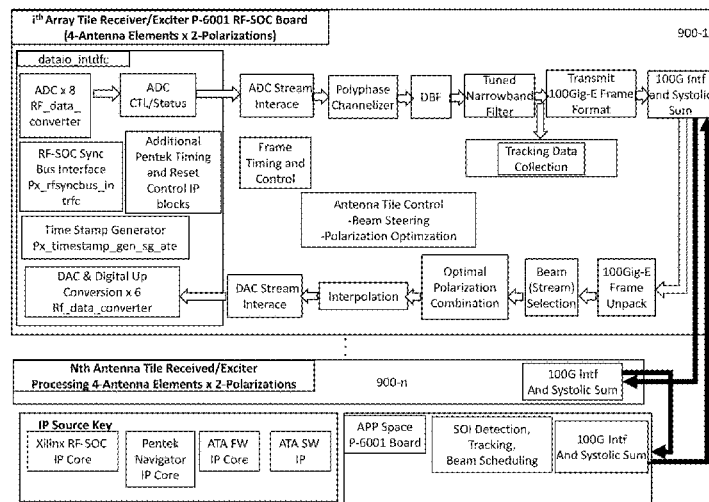 ith Array Tile Receiver/Exciter P-6001 RF-SOC Board
(4-Antenna Elements x 2-Polarizations)
900-1
dataio_intdfc
ADC x 8
RF_data_
converter
ADC
CTL/Status
ADC Stream
Interace
Polyphase
Channelizer
DBF
Tuned
Narrowband
Filter
Transmit
100Gig-E Frame
Format
100G Intf
and Systolic
Sum
RF-SOC Sync
Bus Interface
Px_rfsyncbus_in
trfc
Additional
Pentek Timing
and Reset
Control IP
blocks
Frame
Timing and
Control
Tracking Data
Collection
Time Stamp Generator
Px_timestamp_gen_sg_ate
Antenna Tile Control
-Beam Steering
-Polarization Optimzation
DAC & Digital Up
Conversion x 6
Rf_data_converter
DAC Stream
Interace
Interpolation
Optimal
Polarization
Combination
Beam
(Stream)
Selection
100Gig-E
Frame
Unpack
Nth Antenna Tile Received/Exciter
Processing 4-Antenna Elements x 2-Polarizations
900-n
100G Intf
And Systolic Sum
IP Source Key
Xilinx RF-SOC
IP Core
Pentek
Navigator
IP Core
ATA FW
IP Core
ATA SW
IP
APP Space
P-6001 Board
SOI Detection,
Tracking,
Beam Scheduling
100G Intf
And Systolic Sum